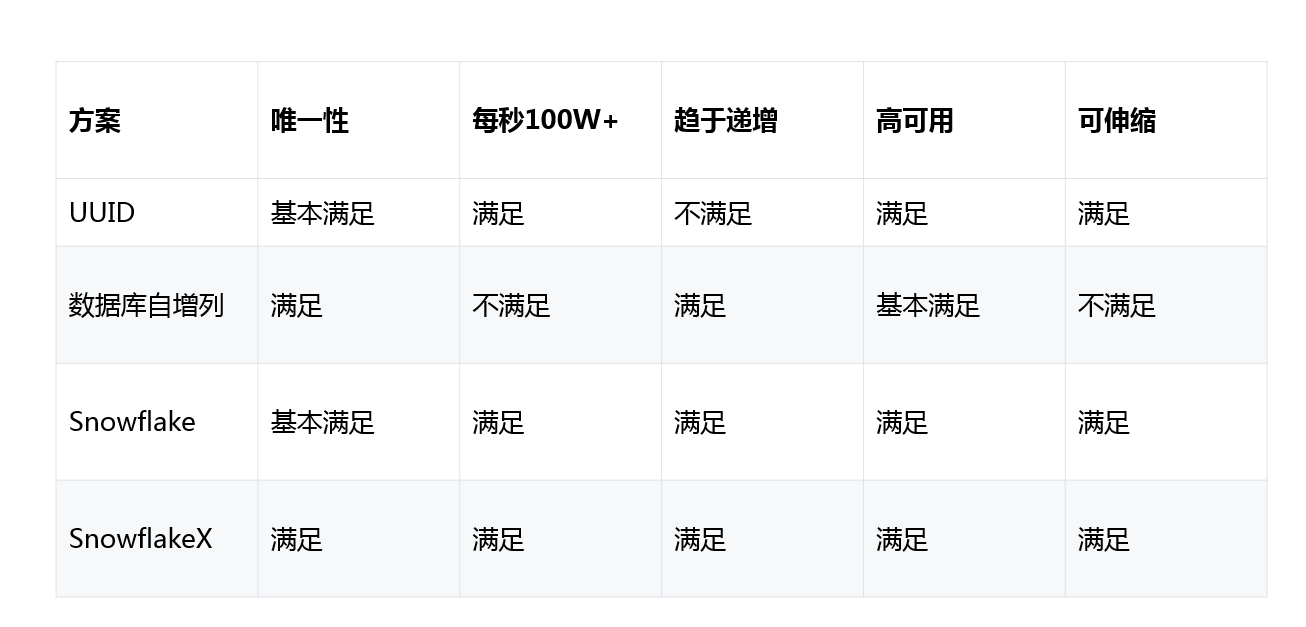 方案 唯一性 每秒100W+ 趋于递增 高可用 可伸缩
UUID 基本满足 满足 不满足 满足 满足
数据库自增列 满足 不满足 满足 基本满足 不满足
Snowflake 基本满足 满足 满足 满足 满足
SnowflakeX 满足 满足 满足 满足 满足